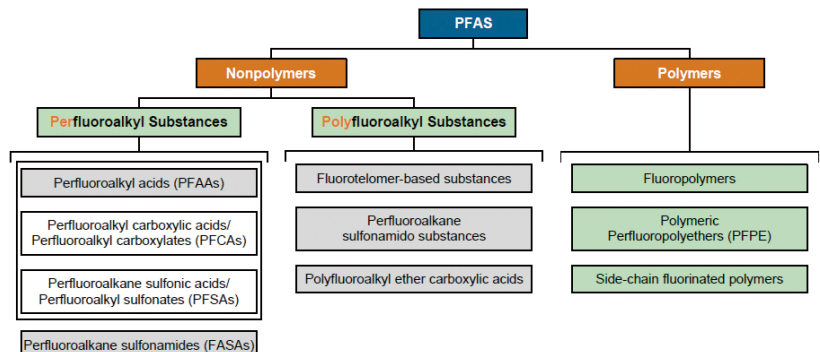 PFAS
Nonpolymers
Polymers
Perfluoroalkyl Substances
Polyfluoroalkyl Substances
Perfluoroalkyl acids (PFAAs)
Perfluoroalkyl carboxylic acids/
Perfluoroalkyl carboxylates (PFCAs)
Perfluoroalkane sulfonic acids/
Perfluoroalkyl sulfonates (PFSAs)
Perfluoroalkane sulfonamides (FASAs)
Fluorotelomer-based substances
Perfluoroalkane
sulfonamido substances
Polyfluoroalkyl ether carboxylic acids
Fluoropolymers
Polymeric
Perfluoropolyethers (PFPE)
Side-chain fluorinated polymers